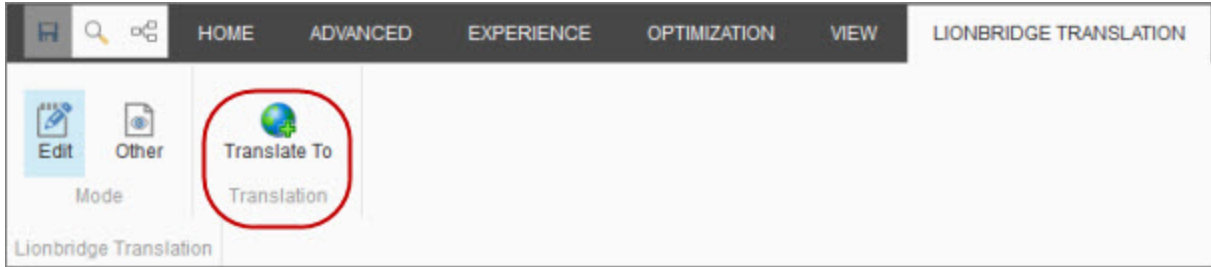 HOME ADVANCED EXPERIENCE OPTIMIZATION VIEW LIONBRIDGE TRANSLATION
Edit Other Translate To
Mode Translation
Lionbridge Translation